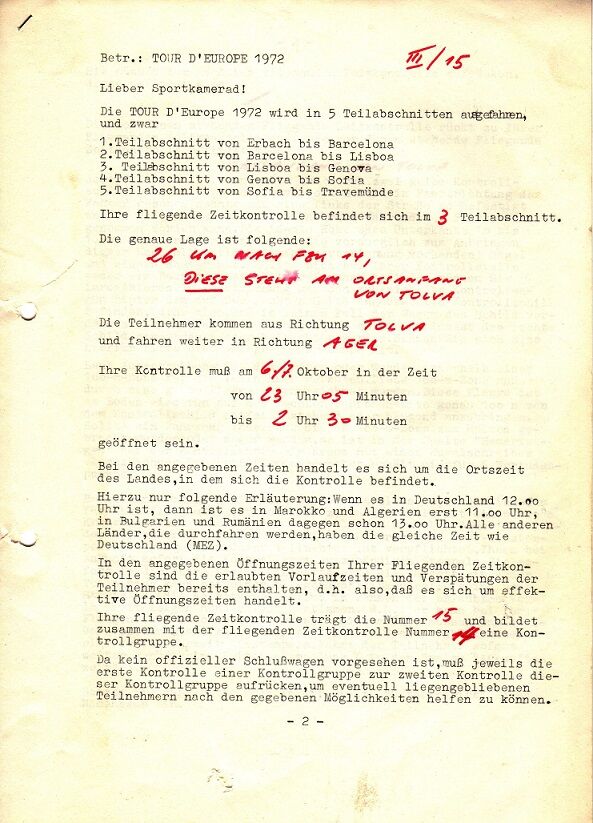 Betr.: TOUR D'EUROPE 1972 III/15
Lieber Sportkamerad!
Die TOUR D'Europe 1972 wird in 5 Teilabschnitten ausgefahren,
und zwar
1.Teilabschnitt von Erbach bis Barcelona
2.Teilabschnitt von Barcelona bis Lisboa
3. Teilabschnitt von Lisboa bis Genova
4.Teilabschnitt von Genova bis Sofia
5.Teilabschnitt von Sofia bis Travemünde
Ihre fliegende Zeitkontrolle befindet sich im 3 Teilabschnitt.
Die genaue Lage ist folgende:
26 KM NACH FZK 14,
DIESE STEHT AM ORTSANFANG
VON TOLVA
Die Teilnehmer kommen aus Richtung TOLVA
und fahren weiter in Richtung AGER
Ihre Kontrolle muß am 6./7. Oktober in der Zeit
von 23 Uhr 05 Minuten
bis 2 Uhr 30 Minuten
geöffnet sein.
Bei den angegebenen Zeiten handelt es sich um die Ortszeit
des Landes,in dem sich die Kontrolle befindet.
Hierzu nur folgende Erläuterung:Wenn es in Deutschland 12.oo
Uhr ist, dann ist es in Marokko und Algerien erst 11.oo Uhr,
in Bulgarien und Rumänien dagegen schon 13.oo Uhr.Alle anderen
Länder,die durchfahren werden,haben die gleiche Zeit wie
Deutschland (MEZ).
In den angegebenen Öffnungszeiten Ihrer Fliegenden Zeitkon-
trolle sind die erlaubten Vorlaufzeiten und Verspätungen der
Teilnehmer bereits enthalten, d.h. also,daß es sich um effek-
tive Öffnungszeiten handelt.
Ihre fliegende Zeitkontrolle trägt die Nummer 15 und bildet
zusammen mit der fliegenden Zeitkontrolle Nummer 14 eine Kon-
trollgruppe.
Da kein offizieller Schlußwagen vorgesehen ist,muß jeweils die
erste Kontrolle einer Kontrollgruppe zur zweiten Kontrolle die-
ser Kontrollgruppe aufrücken,um eventuell liegengebliebenen
Teilnehmern nach den gegebenen Möglichkeiten helfen zu können.
- 2 -